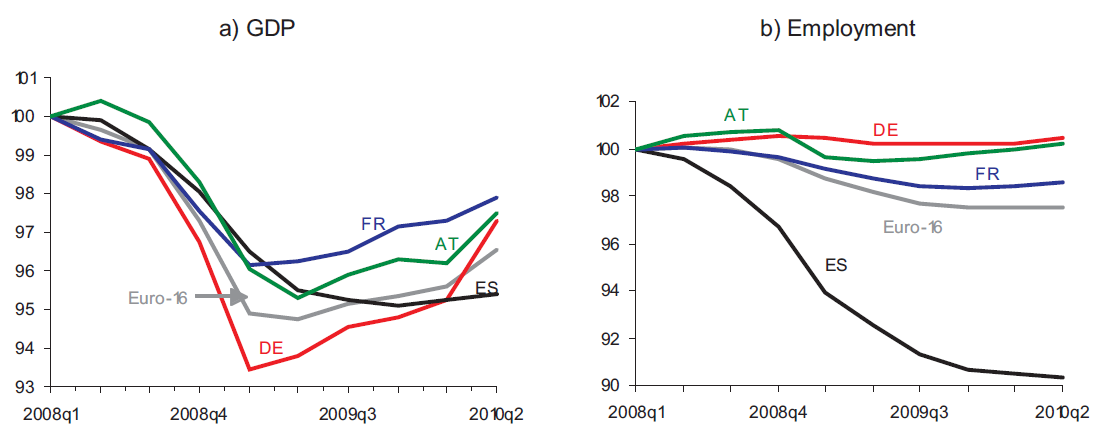 a) GDP
101
100
99
98
97
96
95
94
93
FR
AT
ES
Euro-16
DE
2008q1
2008q4
2009q3
2010q2
b) Employment
102
100
98
96
94
92
90
AT
DE
FR
Euro-16
ES
2008q1
2008q4
2009q3
2010q2